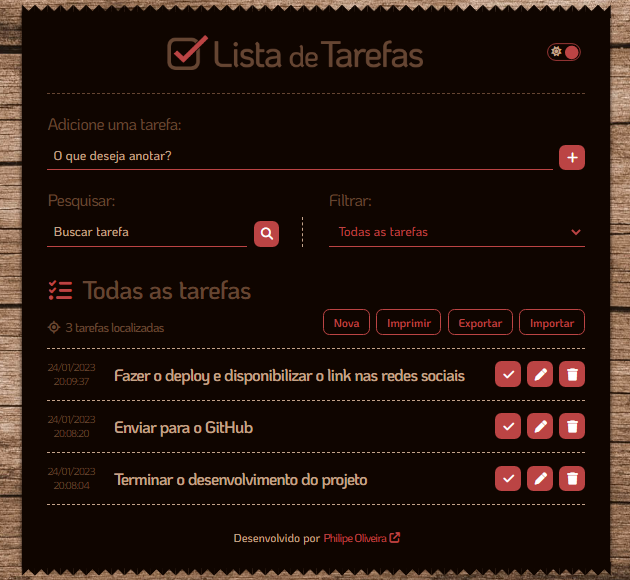 Lista de Tarefas
Adicione uma tarefa:
O que deseja anotar?
Pesquisar:
Filtrar:
Buscar tarefa
Todas as tarefas
Todas as tarefas
3 tarefas localizadas
Nova
Imprimir
Exportar
Importar
24/01/2023
20:09:37
Fazer o deploy e disponibilizar o link nas redes sociais
24/01/2023
20:08:20
Enviar para o GitHub
24/01/2023
20:08:04
Terminar o desenvolvimento do projeto
Desenvolvido por Philipe Oliveira